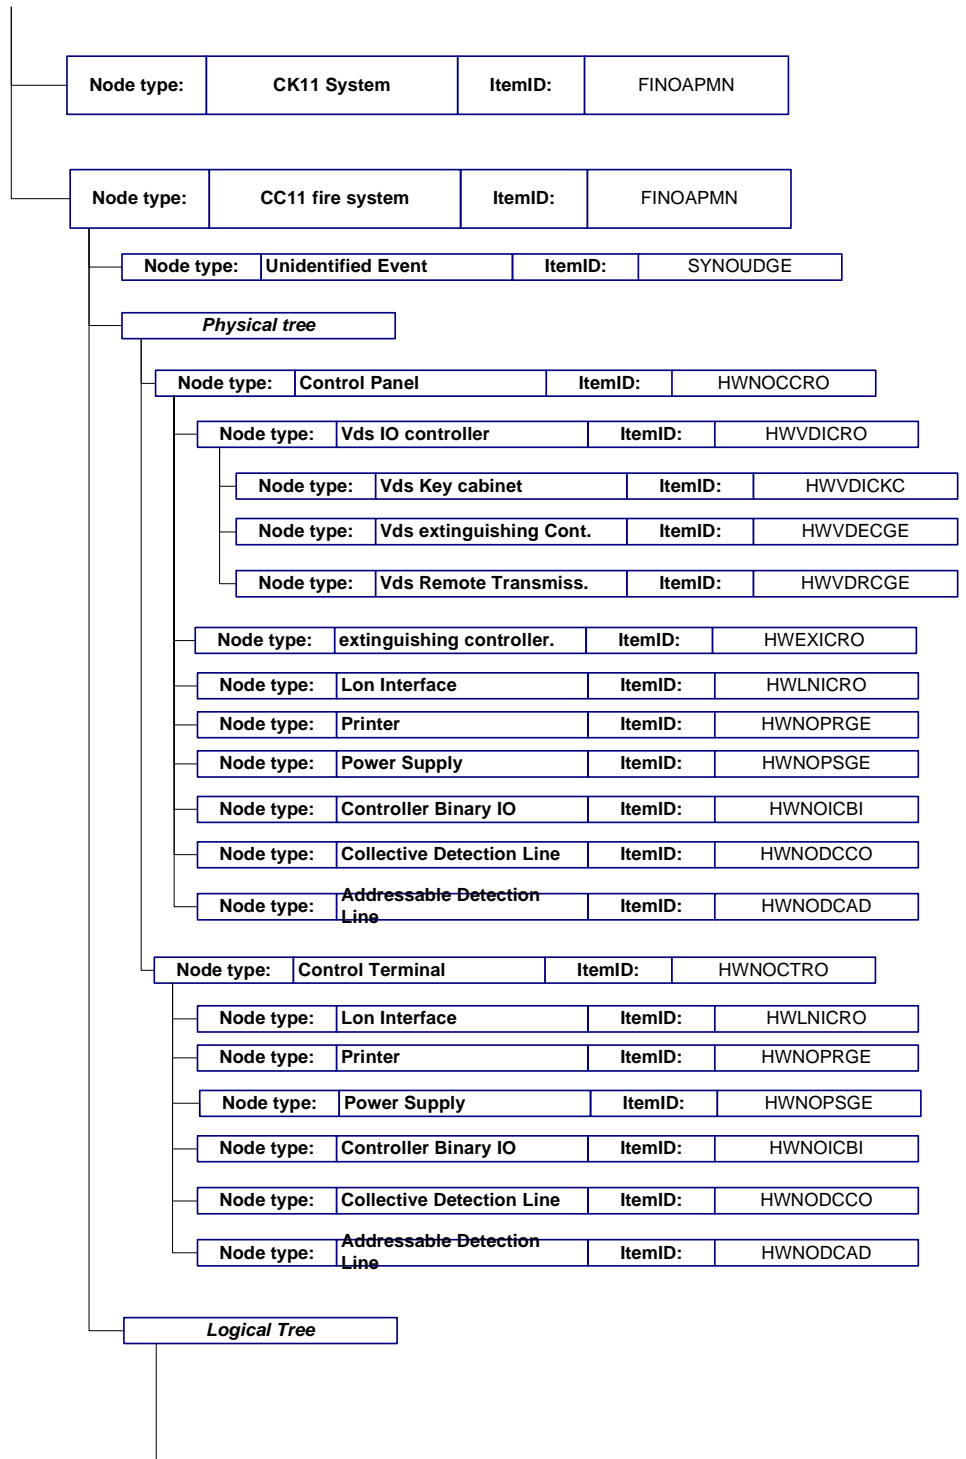 Node type: CK11 System ItemID: FINOAPMN
Node type: CC11 fire system ItemID: FINOAPMN
Node type: Unidentified Event ItemID: SYNOUDGE
Physical tree
Node type: Control Panel ItemID: HWNOCCRO
Node type: Vds IO controller ItemID: HWVDICRO
Node type: Vds Key cabinet ItemID: HWVDICKC
Node type: Vds extinguishing Cont. ItemID: HWVDECGE
Node type: Vds Remote Transmiss. ItemID: HWVDRCGE
Node type: extinguishing controller. ItemID: HWEXICRO
Node type: Lon Interface ItemID: HWLNICRO
Node type: Printer ItemID: HWNOPRGE
Node type: Power Supply ItemID: HWNOPSGE
Node type: Controller Binary IO ItemID: HWNOICBI
Node type: Collective Detection Line ItemID: HWNODCCO
Node type: Addressable Detection
Line ItemID: HWNODCAD
Node type: Control Terminal ItemID: HWNOCTRO
Node type: Lon Interface ItemID: HWLNICRO
Node type: Printer ItemID: HWNOPRGE
Node type: Power Supply ItemID: HWNOPSGE
Node type: Controller Binary IO ItemID: HWNOICBI
Node type: Collective Detection Line ItemID: HWNODCCO
Node type: Addressable Detection
Line ItemID: HWNODCAD
Logical Tree